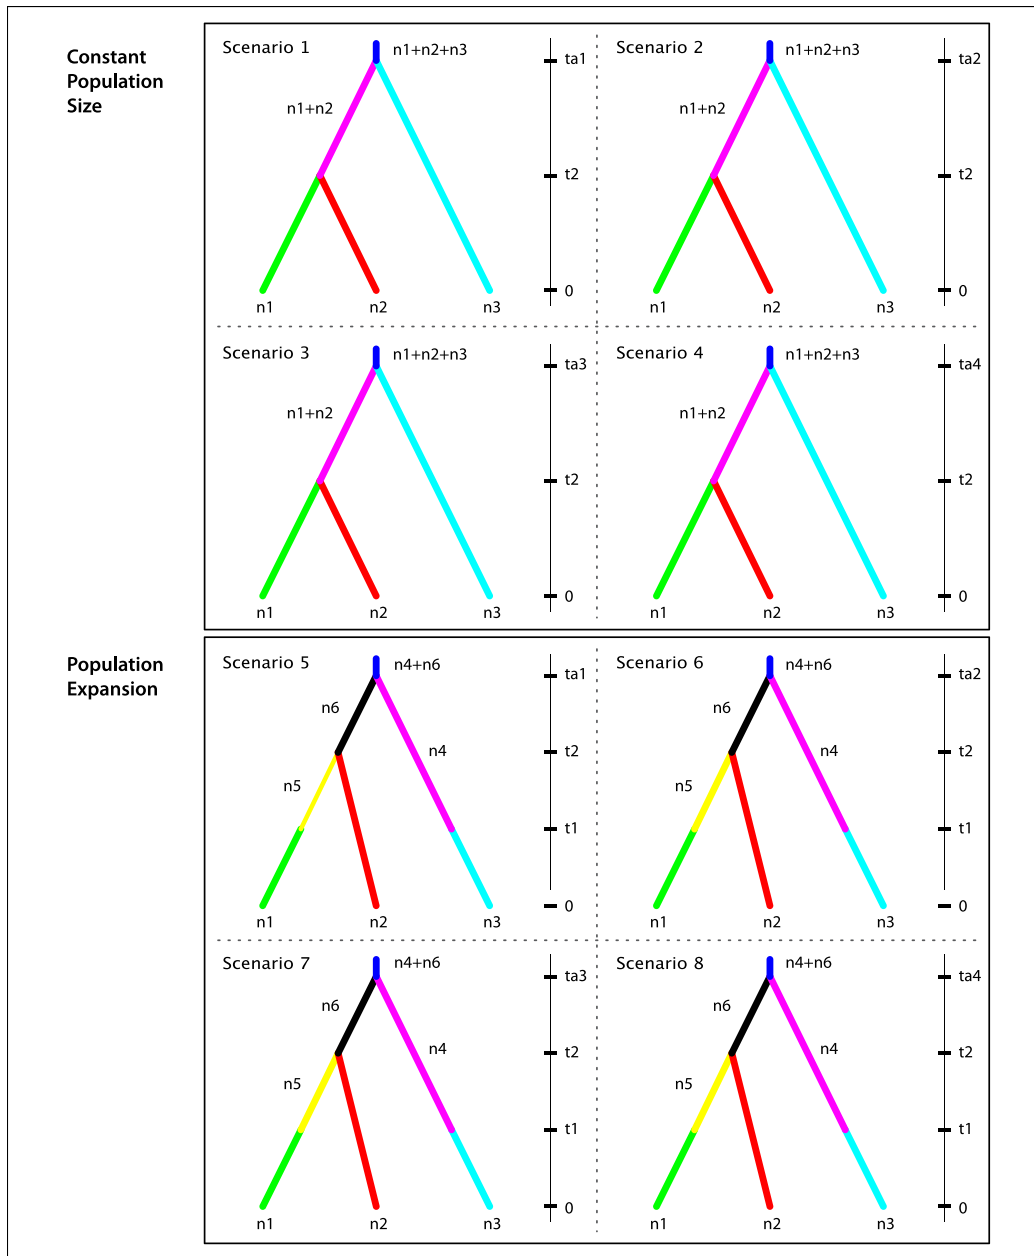 Constant
Population
Size
Scenario 1
n1+n2+n3
ta1
n1+n2
t2
0
n1
n2
n3
Scenario 2
n1+n2+n3
ta2
n1+n2
t2
0
n1
n2
n3
Scenario 3
n1+n2+n3
ta3
n1+n2
t2
0
n1
n2
n3
Scenario 4
n1+n2+n3
ta4
n1+n2
t2
0
n1
n2
n3
Population
Expansion
Scenario 5
n4+n6
ta1
n6
n4
t2
n5
t1
0
n1
n2
n3
Scenario 6
n4+n6
ta2
n6
n4
t2
n5
t1
0
n1
n2
n3
Scenario 7
n4+n6
ta3
n6
n4
t2
n5
t1
0
n1
n2
n3
Scenario 8
n4+n6
ta4
n6
n4
t2
n5
t1
0
n1
n2
n3